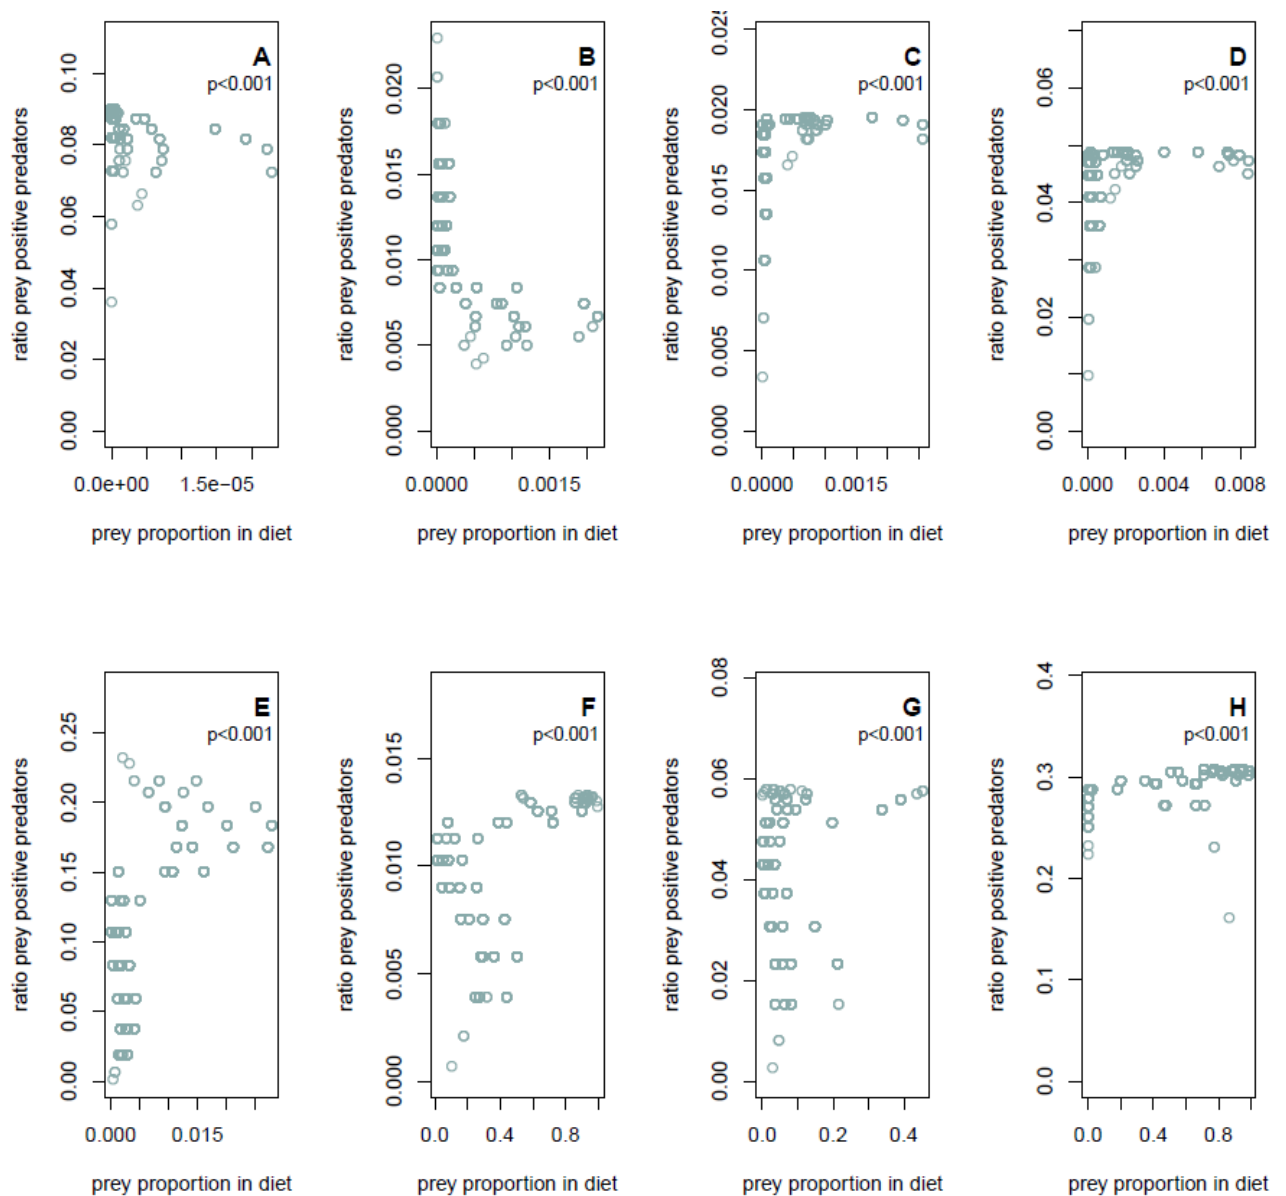 A
p<0.001
ratio prey positive predators
0.00 0.02 0.04 0.06 0.08 0.10
0.0e+00 1.5e−05
prey proportion in diet
B
p<0.001
ratio prey positive predators
0.000 0.005 0.010 0.015 0.020
0.0000 0.0015
prey proportion in diet
C
p<0.001
ratio prey positive predators
0.000 0.005 0.010 0.015 0.020 0.025
0.0000 0.0015
prey proportion in diet
D
p<0.001
ratio prey positive predators
0.00 0.02 0.04 0.06
0.000 0.004 0.008
prey proportion in diet
E
p<0.001
ratio prey positive predators
0.00 0.05 0.10 0.15 0.20 0.25
0.000 0.015
prey proportion in diet
F
p<0.001
ratio prey positive predators
0.000 0.005 0.010 0.015
0.0 0.4 0.8
prey proportion in diet
G
p<0.001
ratio prey positive predators
0.00 0.02 0.04 0.06 0.08
0.0 0.2 0.4
prey proportion in diet
H
p<0.001
ratio prey positive predators
0.0 0.1 0.2 0.3 0.4
0.0 0.4 0.8
prey proportion in diet